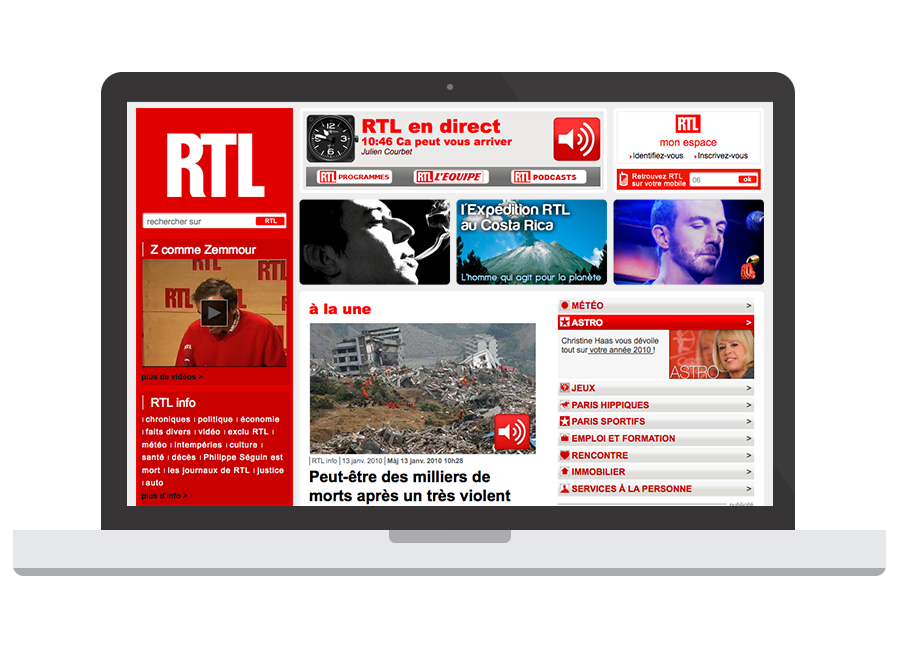 RTL
rechercher sur RTL
Z comme Zemmour
RTL
RTL
RTL
plus de vidéos >
RTL info
chroniques | politique | économie
| faits divers | vidéo | exclu RTL |
météo | intempéries | culture |
santé | décès | Philippe Séguin est
mort | les journaux de RTL | justice
| auto
plus d'info >
RTL en direct
10:46 Ca peut vous arriver
Julien Courbet
RTL PROGRAMMES
RTL L'EQUIPE
RTL PODCASTS
RTL
mon espace
Identifiez-vous Inscrivez-vous
Retrouvez RTL
sur votre mobile
06 ok
l'Expédition RTL
au Costa Rica
L'homme qui agit pour la planète
RTL
à la une
| RTL info | 13 janv. 2010 | Màj 13 janv. 2010 10h28
Peut-être des milliers de
morts après un très violent
MÉTÉO >
ASTRO >
Christine Haas vous dévoile
tout sur votre année 2010 !
ASTRO
JEUX >
PARIS HIPPIQUES >
PARIS SPORTIFS >
EMPLOI ET FORMATION >
RENCONTRE >
IMMOBILIER >
SERVICES À LA PERSONNE >
publicité